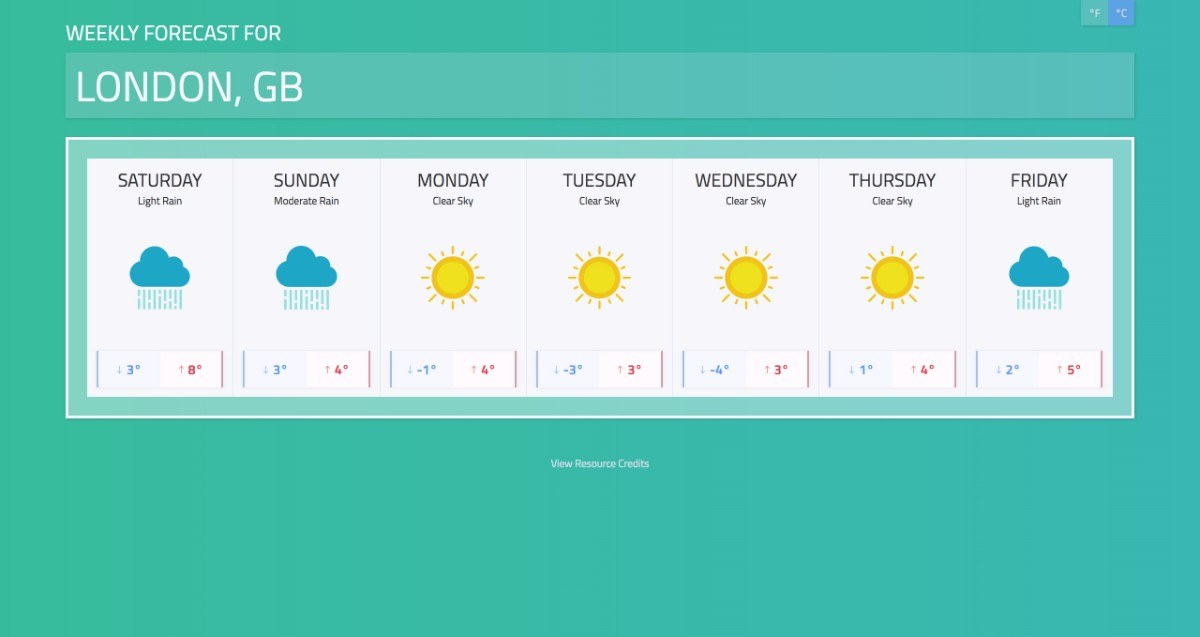 °F °C
WEEKLY FORECAST FOR
LONDON, GB
SATURDAY SUNDAY MONDAY TUESDAY WEDNESDAY THURSDAY FRIDAY
Light Rain Moderate Rain Clear Sky Clear Sky Clear Sky Clear Sky Light Rain
↓ 3° ↑ 8° ↓ 3° ↑ 4° ↓ -1° ↑ 4° ↓ -3° ↑ 3° ↓ -4° ↑ 3° ↓ 1° ↑ 4° ↓ 2° ↑ 5°
View Resource Credits